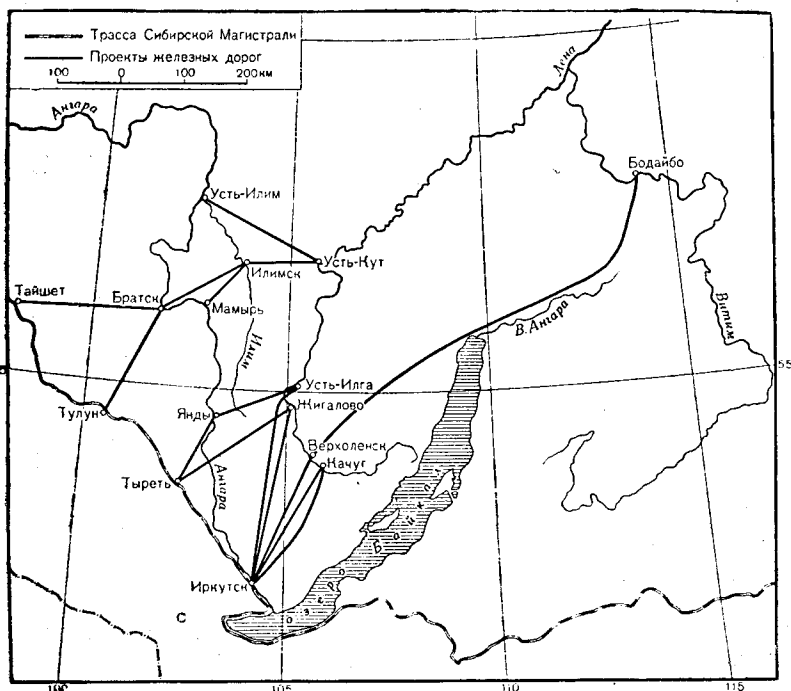 Трасса Сибирской Магистрали
Проекты железных дорог
100 0 100 200км
Ангара
Лена
Бодайбо
Усть-Илим
Тайшет
Братск
Илимск
Усть-Кут
Мамырь
Илим
В. Ангара
Витим
55
Усть-Илга
Тулун
Янды
Жигалово
Верхоленск
Качуг
Тыреть
Ангара
озеро Байкал
Иркутск
С
100 105 110 115